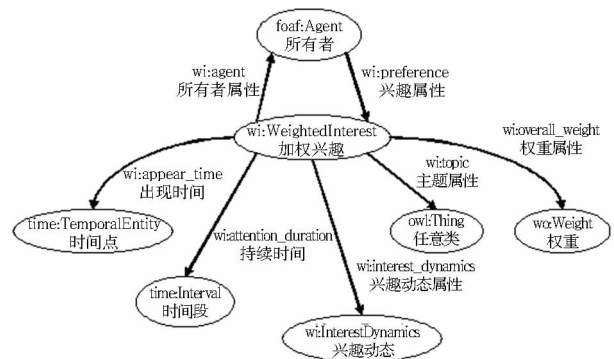 foaf:Agent
所有者
wi:agent
所有者属性
wi:preference
兴趣属性
wi:WeightedInterest
加权兴趣
wi:overall_weight
权重属性
wi:appear_time
出现时间
wi:topic
主题属性
time:TemporalEntity
时间点
wi:attention_duration
持续时间
owl:Thing
任意类
wo:Weight
权重
wi:interest_dynamics
兴趣动态属性
time:Interval
时间段
wi:InterestDynamics
兴趣动态